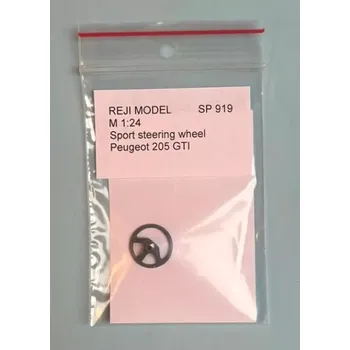 REJI MODEL SP 919
M 1:24
Sport steering wheel
Peugeot 205 GTI